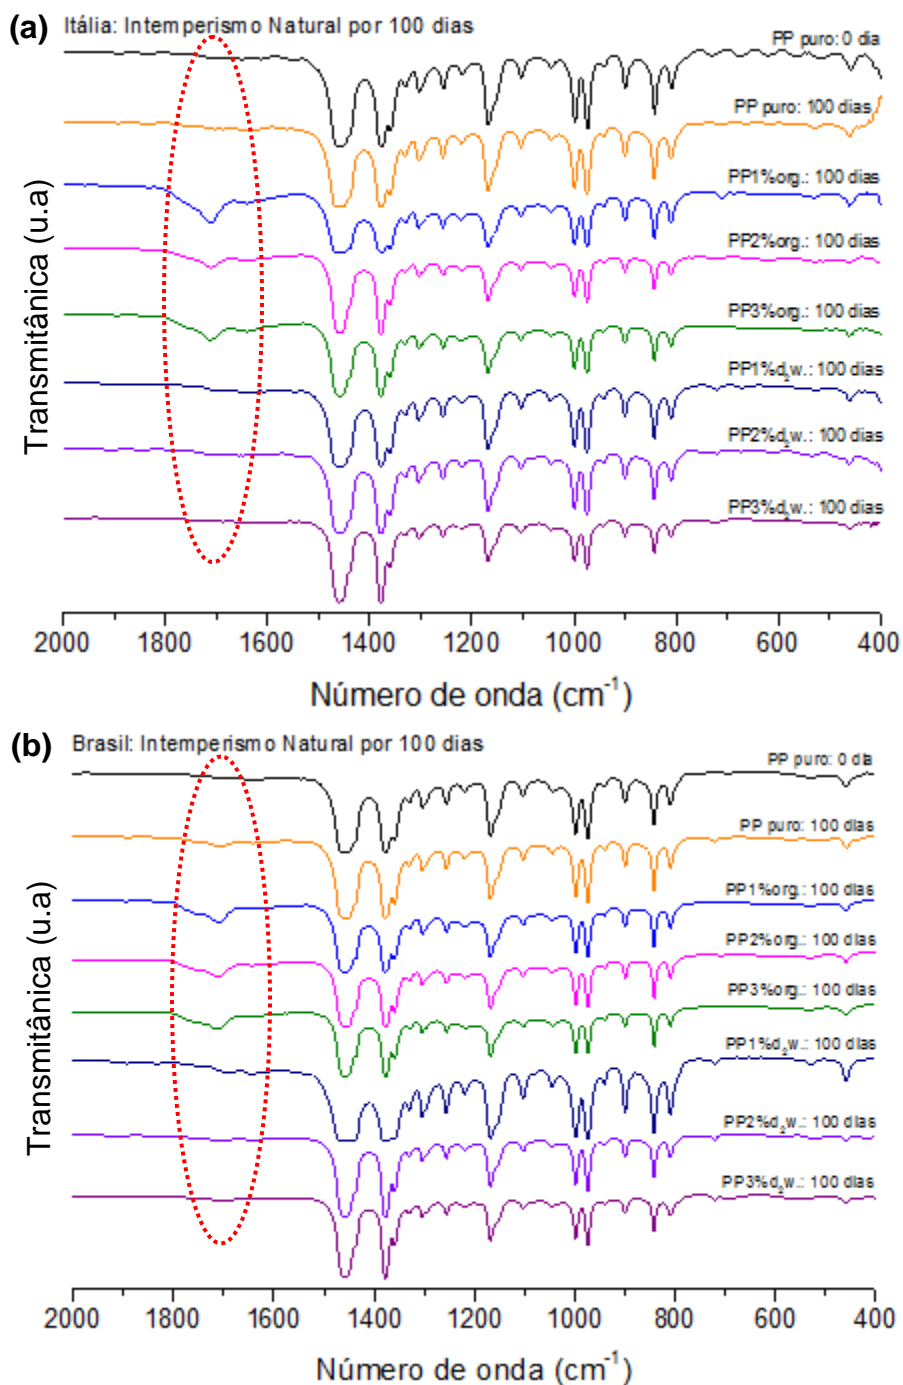 (a) Itália: Intemperismo Natural por 100 dias
PP puro: 0 dia
PP puro: 100 dias
PP1%org.: 100 dias
PP2%org.: 100 dias
PP3%org.: 100 dias
PP1%d₂w.: 100 dias
PP2%d₂w.: 100 dias
PP3%d₂w.: 100 dias
Transmitânica (u.a)
2000 1800 1600 1400 1200 1000 800 600 400
Número de onda (cm⁻¹)
(b) Brasil: Intemperismo Natural por 100 dias
PP puro: 0 dia
PP puro: 100 dias
PP1%org.: 100 dias
PP2%org.: 100 dias
PP3%org.: 100 dias
PP1%d₂w.: 100 dias
PP2%d₂w.: 100 dias
PP3%d₂w.: 100 dias
Transmitânica (u.a)
2000 1800 1600 1400 1200 1000 800 600 400
Número de onda (cm⁻¹)